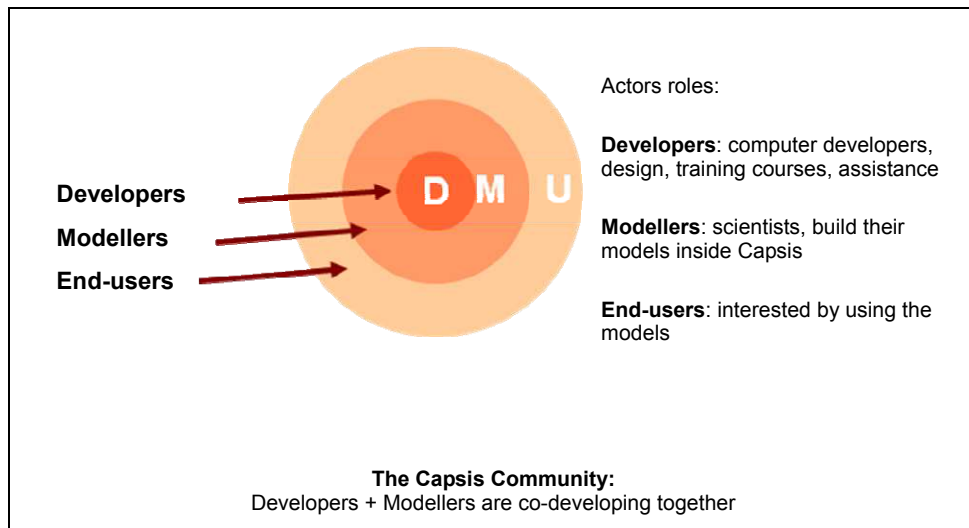 Developers
Modellers
End-users
D M U
Actors roles:
Developers: computer developers,
design, training courses, assistance
Modellers: scientists, build their
models inside Capsis
End-users: interested by using the
models
The Capsis Community:
Developers + Modellers are co-developing together